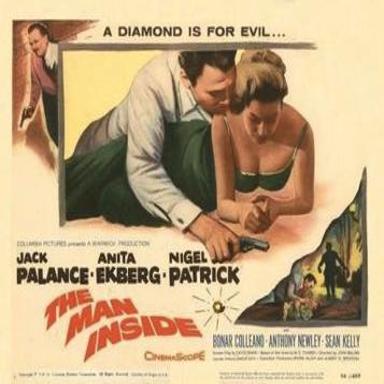 A DIAMOND IS FOR EVIL...
COLUMBIA PICTURES presents A WARWICK PRODUCTION
JACK ANITA NIGEL
PALANCE · EKBERG · PATRICK
THE
MAN
INSIDE
CINEMASCOPE
BONAR COLLEANO · ANTHONY NEWLEY · SEAN KELLY